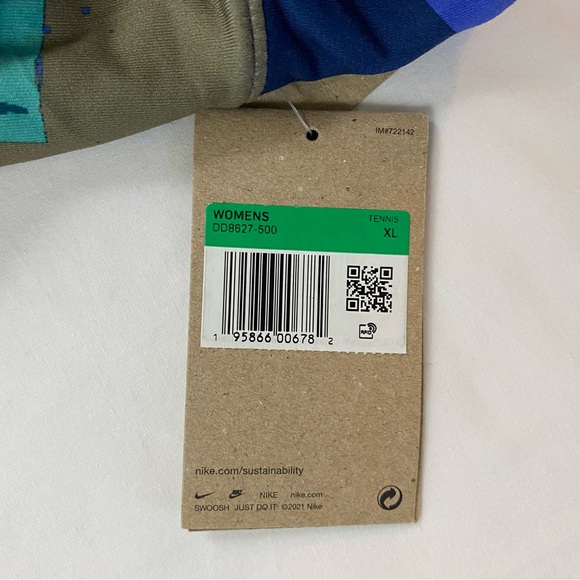 IM#722142
WOMENS TENNIS
DD8627-500 XL
1 95866 00678 2
RFID
nike.com/sustainability
NIKE nike.com
SWOOSH JUST DO IT ©2021 Nike